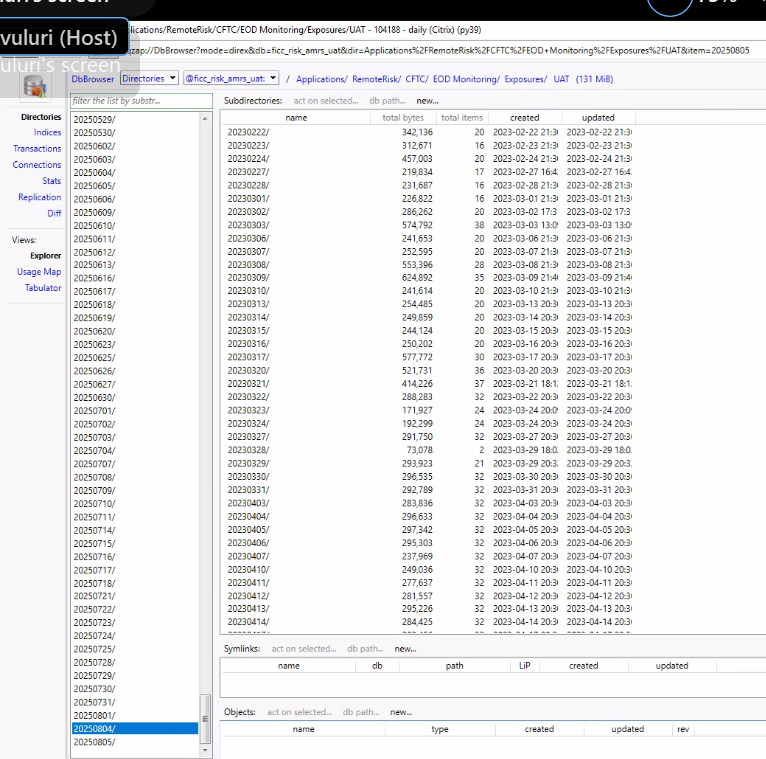 vuluri (Host)
ications/RemoteRisk/CFTC/EOD Monitoring/Exposures/UAT - 104188 - daily (Citrix) (py39)
zap://DbBrowser?mode=direx&db=ficc_risk_amrs_uat&dir=Applications%2FRemoteRisk%2FCFTC%2FEOD+Monitoring%2FExposures%2FUAT&item=20250805
DbBrowser Directories @ficc_risk_amrs_uat: / Applications/ RemoteRisk/ CFTC/ EOD Monitoring/ Exposures/ UAT (131 MiB)
Directories
Indices
Transactions
Connections
Stats
Replication
Diff
Views:
Explorer
Usage Map
Tabulator
filter the list by substr...
20250529/
20250530/
20250602/
20250603/
20250604/
20250605/
20250606/
20250609/
20250610/
20250611/
20250612/
20250613/
20250616/
20250617/
20250618/
20250619/
20250620/
20250623/
20250625/
20250626/
20250627/
20250630/
20250701/
20250702/
20250703/
20250704/
20250707/
20250708/
20250709/
20250710/
20250711/
20250714/
20250715/
20250716/
20250717/
20250718/
20250721/
20250722/
20250723/
20250724/
20250725/
20250728/
20250729/
20250730/
20250731/
20250801/
20250804/
20250805/
Subdirectories: act on selected... db path... new...
name total bytes total items created updated
20230222/ 342,136 20 2023-02-22 21:3 2023-02-22 21:3
20230223/ 312,671 16 2023-02-23 21:3 2023-02-23 21:3
20230224/ 457,003 20 2023-02-24 21:3 2023-02-24 21:3
20230227/ 219,834 17 2023-02-27 16:4 2023-02-27 16:4
20230228/ 231,687 16 2023-02-28 21:3 2023-02-28 21:3
20230301/ 226,822 16 2023-03-01 21:3 2023-03-01 21:3
20230302/ 286,262 20 2023-03-02 17:3 2023-03-02 17:3
20230303/ 574,792 38 2023-03-03 13:0 2023-03-03 13:0
20230306/ 241,653 20 2023-03-06 21:3 2023-03-06 21:3
20230307/ 252,595 20 2023-03-07 21:3 2023-03-07 21:3
20230308/ 553,396 28 2023-03-08 21:3 2023-03-08 21:3
20230309/ 624,892 35 2023-03-09 21:4 2023-03-09 21:4
20230310/ 241,614 20 2023-03-10 21:3 2023-03-10 21:3
20230313/ 254,485 20 2023-03-13 20:3 2023-03-13 20:3
20230314/ 249,859 20 2023-03-14 20:3 2023-03-14 20:3
20230315/ 244,124 20 2023-03-15 20:3 2023-03-15 20:3
20230316/ 250,202 20 2023-03-16 20:3 2023-03-16 20:3
20230317/ 577,772 30 2023-03-17 20:3 2023-03-17 20:3
20230320/ 521,731 36 2023-03-20 20:3 2023-03-20 20:3
20230321/ 414,226 37 2023-03-21 18:1 2023-03-21 18:1
20230322/ 288,283 32 2023-03-22 20:3 2023-03-22 20:3
20230323/ 171,927 24 2023-03-24 20:0 2023-03-24 20:0
20230324/ 192,299 24 2023-03-24 20:3 2023-03-24 20:3
20230327/ 291,750 32 2023-03-27 20:3 2023-03-27 20:3
20230328/ 73,078 2 2023-03-29 18:0 2023-03-29 18:0
20230329/ 293,923 21 2023-03-29 20:3 2023-03-29 20:3
20230330/ 296,535 32 2023-03-30 20:3 2023-03-30 20:3
20230331/ 292,789 32 2023-03-31 20:3 2023-03-31 20:3
20230403/ 283,836 32 2023-04-03 20:3 2023-04-03 20:3
20230404/ 296,633 32 2023-04-04 20:3 2023-04-04 20:3
20230405/ 297,342 32 2023-04-05 20:3 2023-04-05 20:3
20230406/ 295,303 32 2023-04-06 20:3 2023-04-06 20:3
20230407/ 237,969 32 2023-04-07 20:3 2023-04-07 20:3
20230410/ 249,036 32 2023-04-10 20:3 2023-04-10 20:3
20230411/ 277,637 32 2023-04-11 20:3 2023-04-11 20:3
20230412/ 281,557 32 2023-04-12 20:3 2023-04-12 20:3
20230413/ 295,226 32 2023-04-13 20:3 2023-04-13 20:3
20230414/ 284,425 32 2023-04-14 20:3 2023-04-14 20:3
Symlinks: act on selected... db path... new...
name db path LiP created updated
Objects: act on selected... db path... new...
name type created updated rev